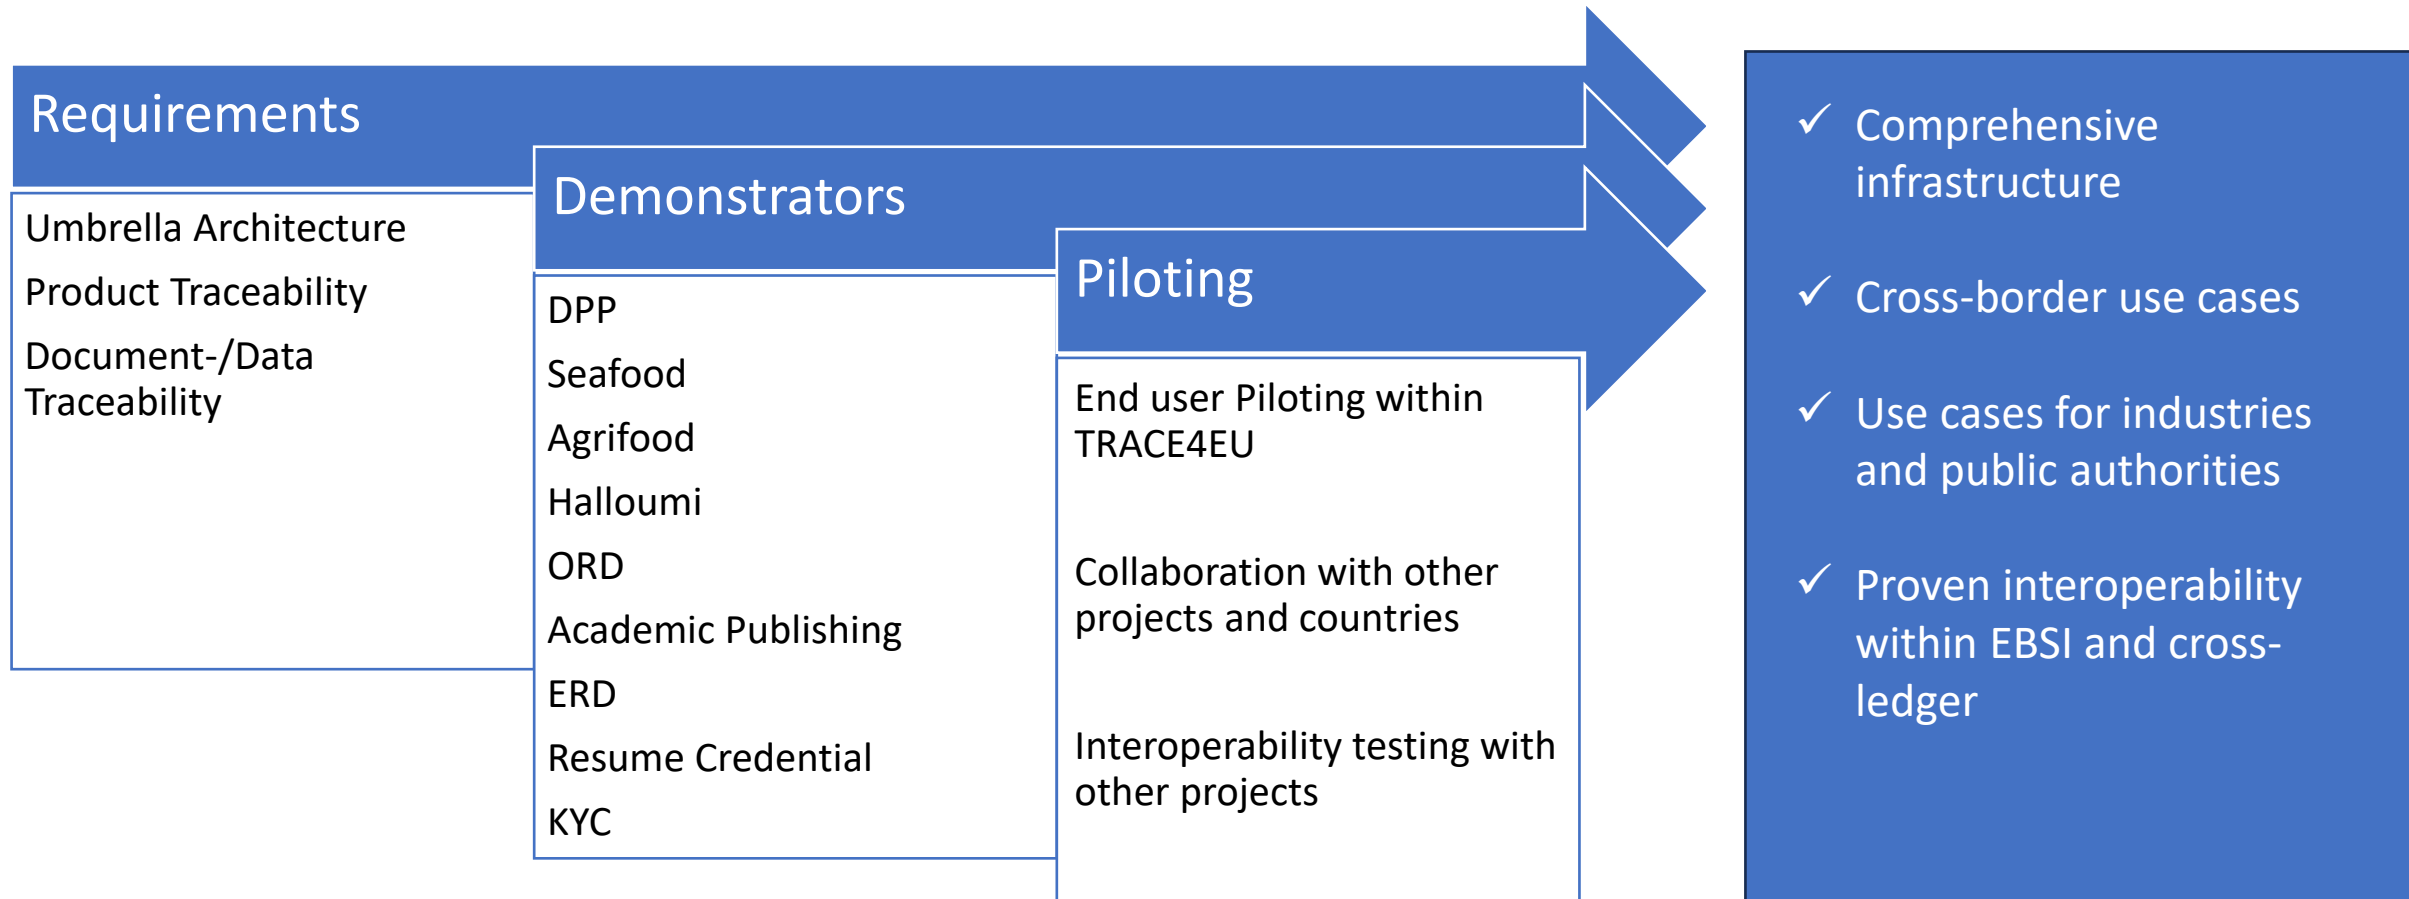 Requirements
Umbrella Architecture
Product Traceability
Document-/Data
Traceability
Demonstrators
DPP
Seafood
Agrifood
Halloumi
ORD
Academic Publishing
ERD
Resume Credential
KYC
Piloting
End user Piloting within
TRACE4EU
Collaboration with other
projects and countries
Interoperability testing with
other projects
✓ Comprehensive
infrastructure
✓ Cross-border use cases
✓ Use cases for industries
and public authorities
✓ Proven interoperability
within EBSI and cross-
ledger